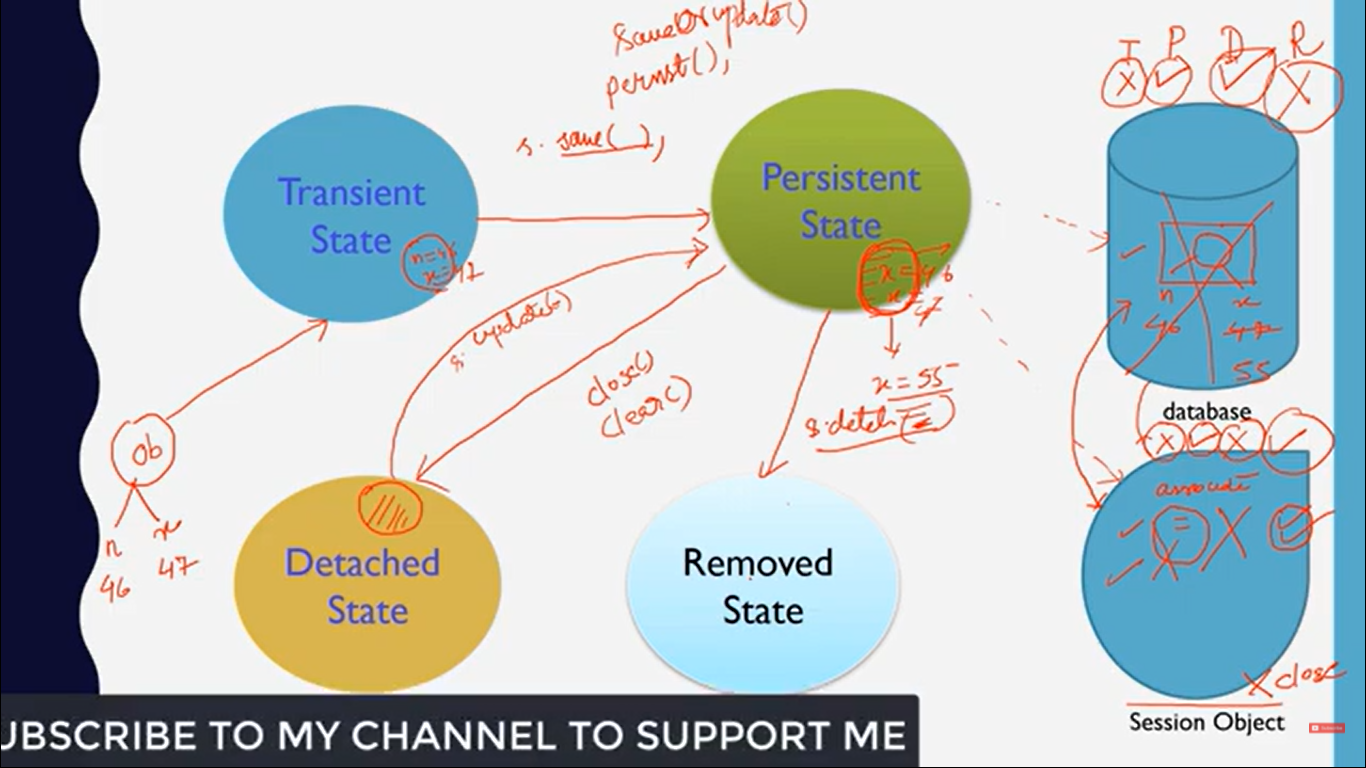 saveOrupdate()
persist(),
s. save( ),
T P D R
Transient
State
n=46
x=47
Persistent
State
x=46
x=47
s. update()
close()
clear()
x=55
ob
n x
46 47
n x
46 47
55
database
associate
Detached
State
Removed
State
X close
Session Object
UBSCRIBE TO MY CHANNEL TO SUPPORT ME